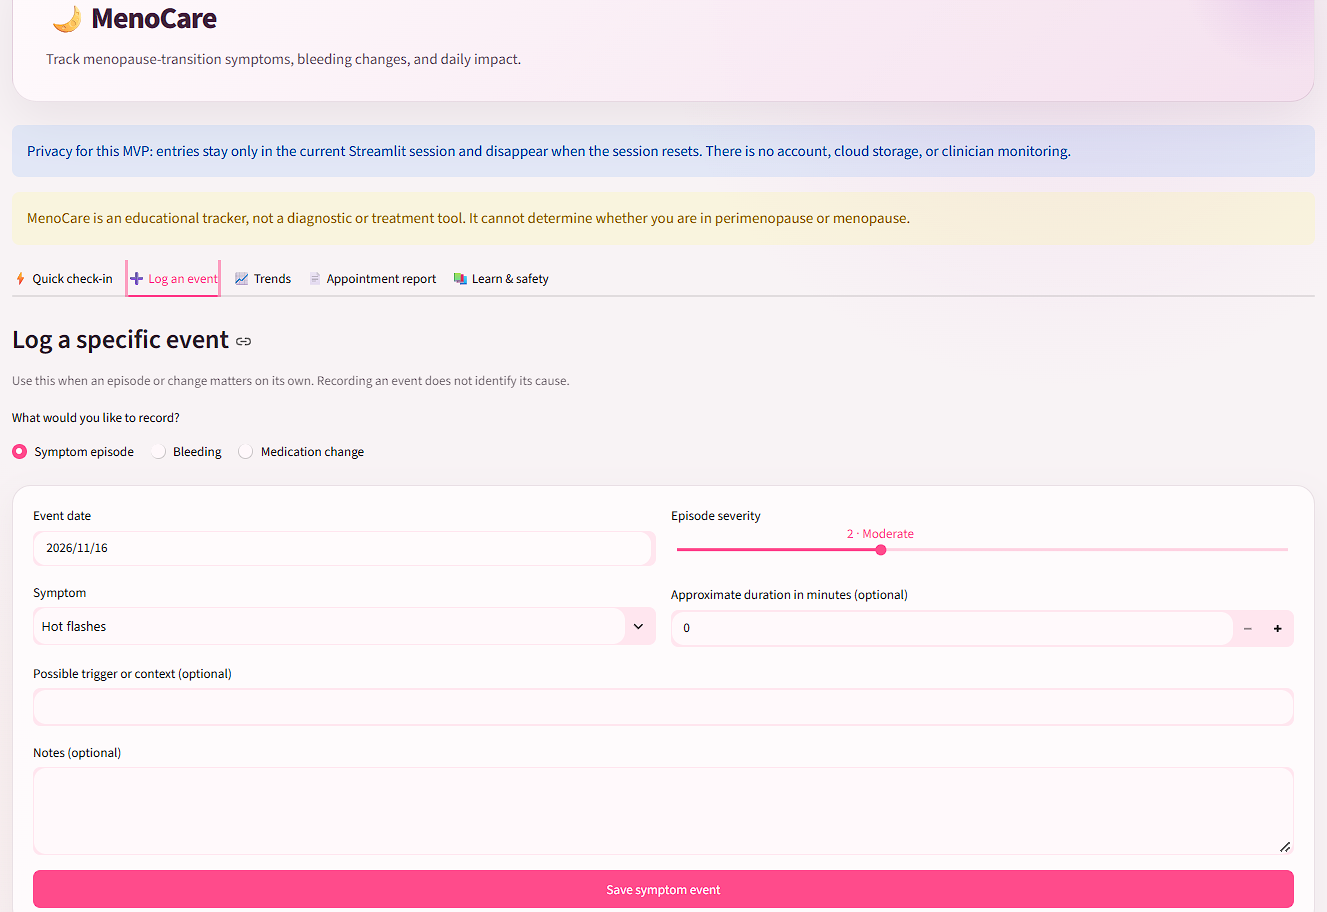 MenoCare
Track menopause-transition symptoms, bleeding changes, and daily impact.
Privacy for this MVP: entries stay only in the current Streamlit session and disappear when the session resets. There is no account, cloud storage, or clinician monitoring.
MenoCare is an educational tracker, not a diagnostic or treatment tool. It cannot determine whether you are in perimenopause or menopause.
Quick check-in Log an event Trends Appointment report Learn & safety
Log a specific event
Use this when an episode or change matters on its own. Recording an event does not identify its cause.
What would you like to record?
Symptom episode Bleeding Medication change
Event date
2026/11/16
Episode severity
2 · Moderate
Symptom
Hot flashes
Approximate duration in minutes (optional)
0
Possible trigger or context (optional)
Notes (optional)
Save symptom event